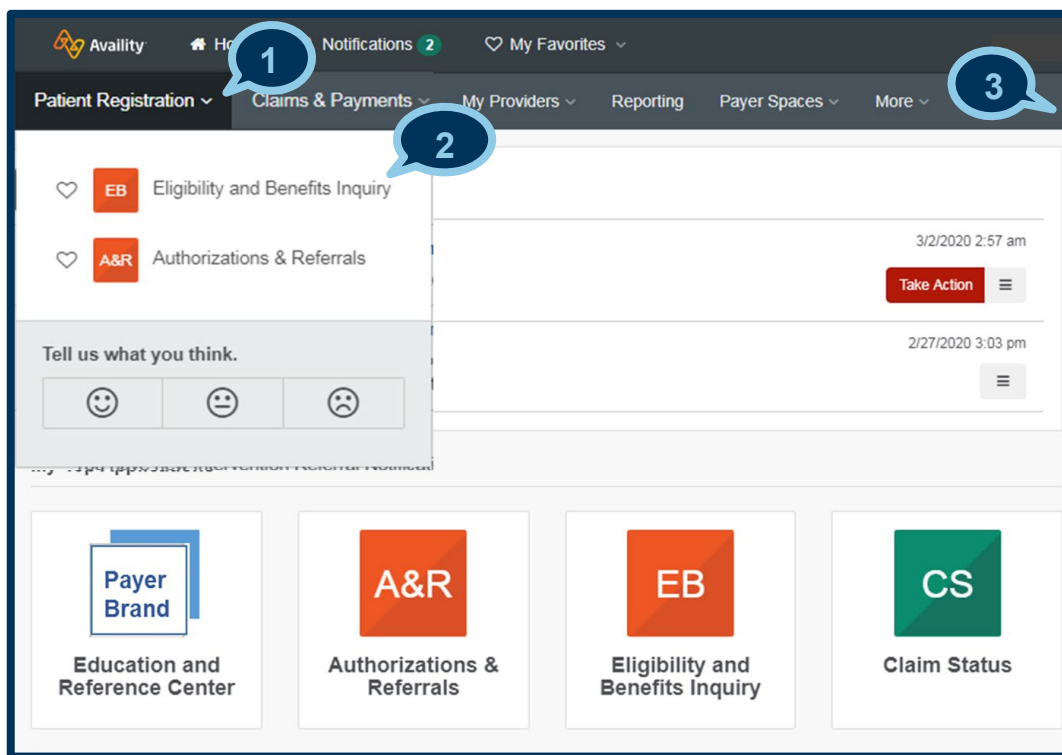 Availity Ho Notifications 2 My Favorites
1
Patient Registration Claims & Payments My Providers Reporting Payer Spaces More
3
2
EB Eligibility and Benefits Inquiry
A&R Authorizations & Referrals
3/2/2020 2:57 am
Take Action
2/27/2020 3:03 pm
Tell us what you think.
Payer
Brand
A&R
EB
CS
Education and
Reference Center
Authorizations &
Referrals
Eligibility and
Benefits Inquiry
Claim Status